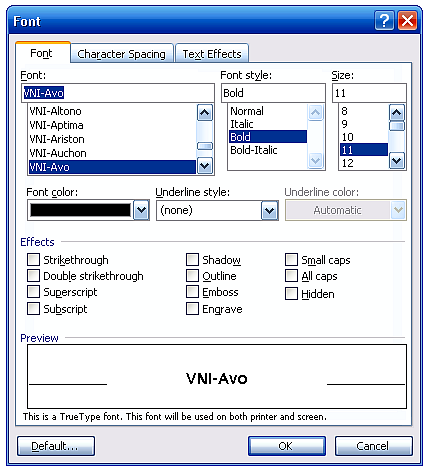 Font
Font Character Spacing Text Effects
Font: Font style: Size:
VNI-Avo Bold 11
VNI-Altono Normal 8
VNI-Aptima Italic 9
VNI-Ariston Bold 10
VNI-Auchon Bold-Italic 11
VNI-Avo 12
Font color: Underline style: Underline color:
(none) Automatic
Effects
Strikethrough Shadow Small caps
Double strikethrough Outline All caps
Superscript Emboss Hidden
Subscript Engrave
Preview
VNI-Avo
This is a TrueType font. This font will be used on both printer and screen.
Default... OK Cancel